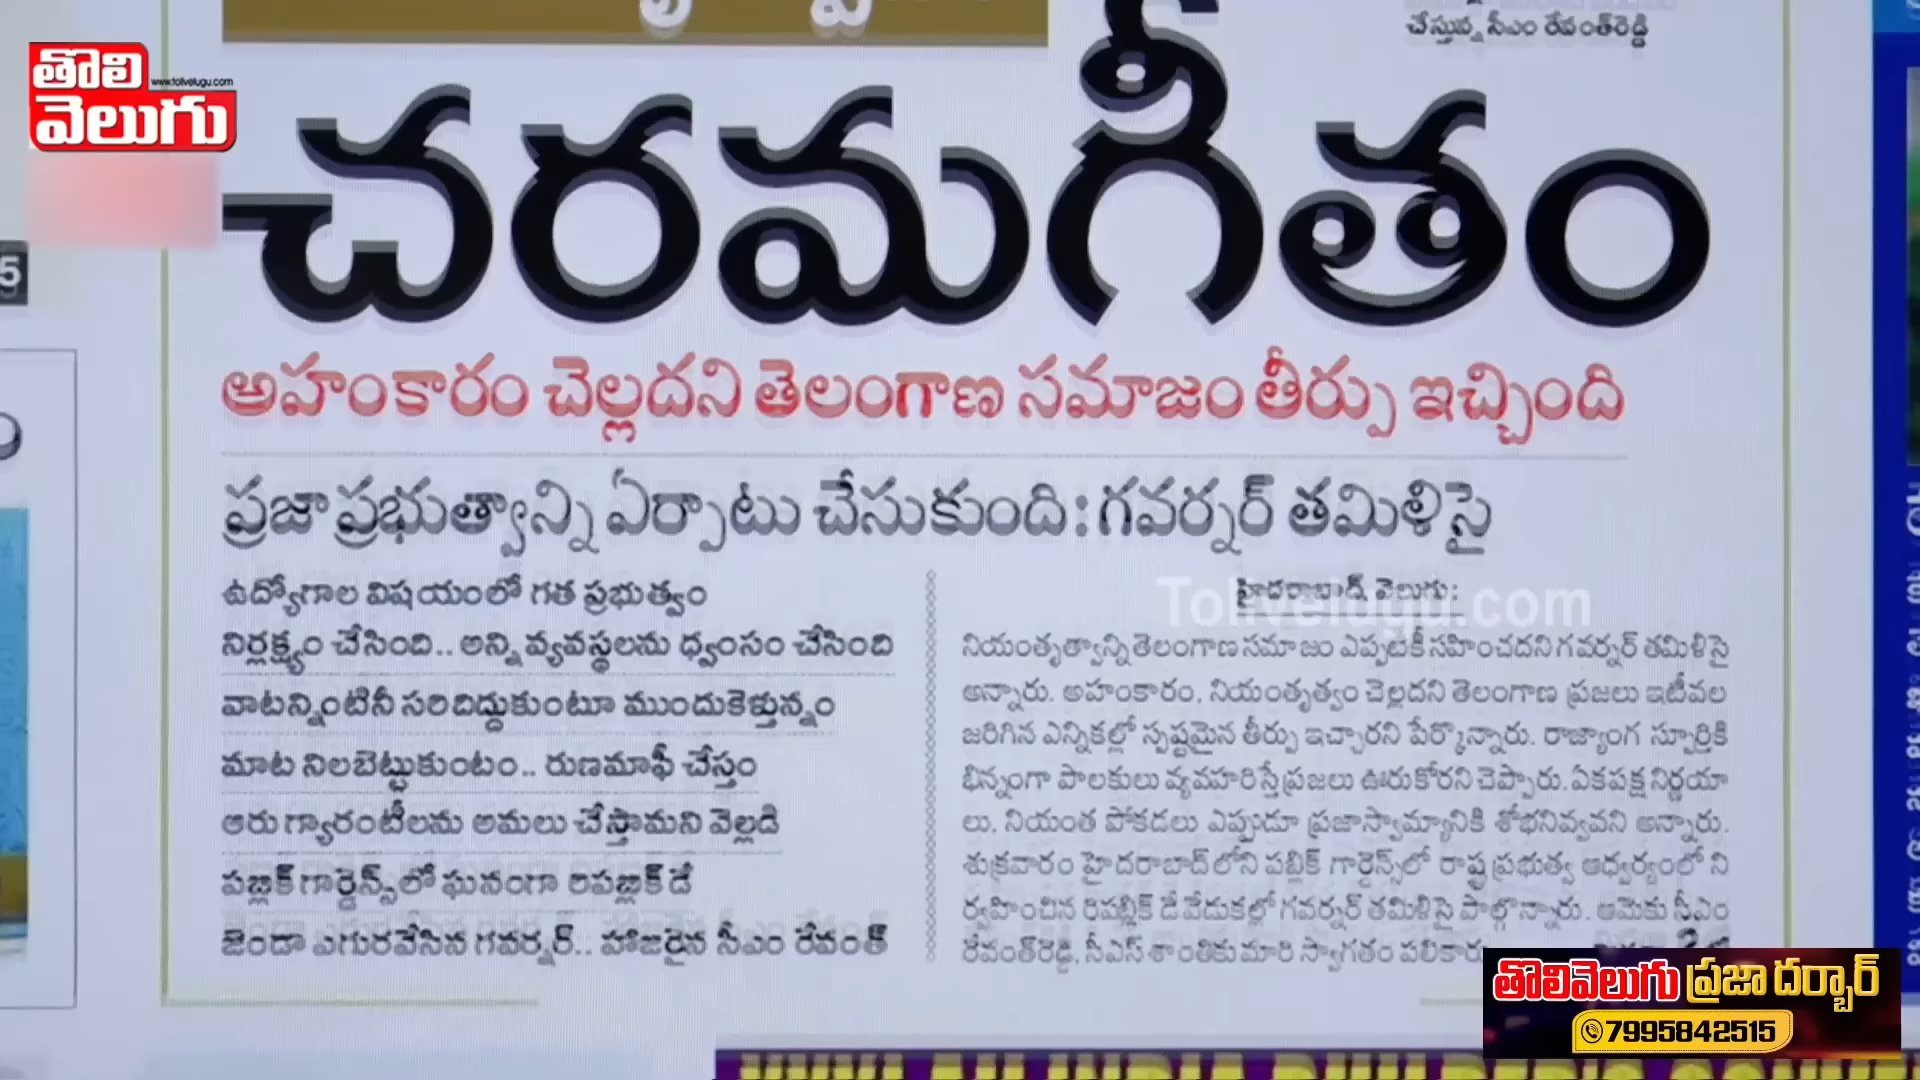 చేస్తున్న సీఎం రేవంత్‌రెడ్డి
తొలి
www.tolivelugu.com
వెలుగు
చరమగీతం
5
అహంకారం చెల్లదని తెలంగాణ సమాజం తీర్పు ఇచ్చింది
ప్రజా ప్రభుత్వాన్ని ఏర్పాటు చేసుకుంది: గవర్నర్ తమిళిసై
ఉద్యోగాల విషయంలో గత ప్రభుత్వం
నిర్లక్ష్యం చేసింది.. అన్ని వ్యవస్థలను ధ్వంసం చేసింది
వాటన్నింటినీ సరిదిద్దుకుంటూ ముందుకెళ్తున్నం
మాట నిలబెట్టుకుంటం.. రుణమాఫీ చేస్తం
ఆరు గ్యారంటీలను అమలు చేస్తామని వెల్లడి
పబ్లిక్ గార్డెన్స్‌లో ఘనంగా రిపబ్లిక్ డే
జెండా ఎగురవేసిన గవర్నర్.. హాజరైన సీఎం రేవంత్
Tolivelugu.com
హైదరాబాద్, వెలుగు:
నియంతృత్వాన్ని తెలంగాణ సమాజం ఎప్పటికీ సహించదని గవర్నర్ తమిళిసై
అన్నారు. అహంకారం, నియంతృత్వం చెల్లదని తెలంగాణ ప్రజలు ఇటీవల
జరిగిన ఎన్నికల్లో స్పష్టమైన తీర్పు ఇచ్చారని పేర్కొన్నారు. రాజ్యాంగ స్ఫూర్తికి
భిన్నంగా పాలకులు వ్యవహరిస్తే ప్రజలు ఊరుకోరని చెప్పారు. ఏకపక్ష నిర్ణయా
లు, నియంత పోకడలు ఎప్పుడూ ప్రజాస్వామ్యానికి శోభనివ్వవని అన్నారు.
శుక్రవారం హైదరాబాద్‌లోని పబ్లిక్ గార్డెన్స్‌లో రాష్ట్ర ప్రభుత్వ ఆధ్వర్యంలో ని
ర్వహించిన రిపబ్లిక్ డే వేడుకల్లో గవర్నర్ తమిళిసై పాల్గొన్నారు. ఆమెకు సీఎం
రేవంత్‌రెడ్డి, సీఎస్ శాంతికుమారి స్వాగతం పలికారు
తొలివెలుగు ప్రజా దర్బార్
7995842515